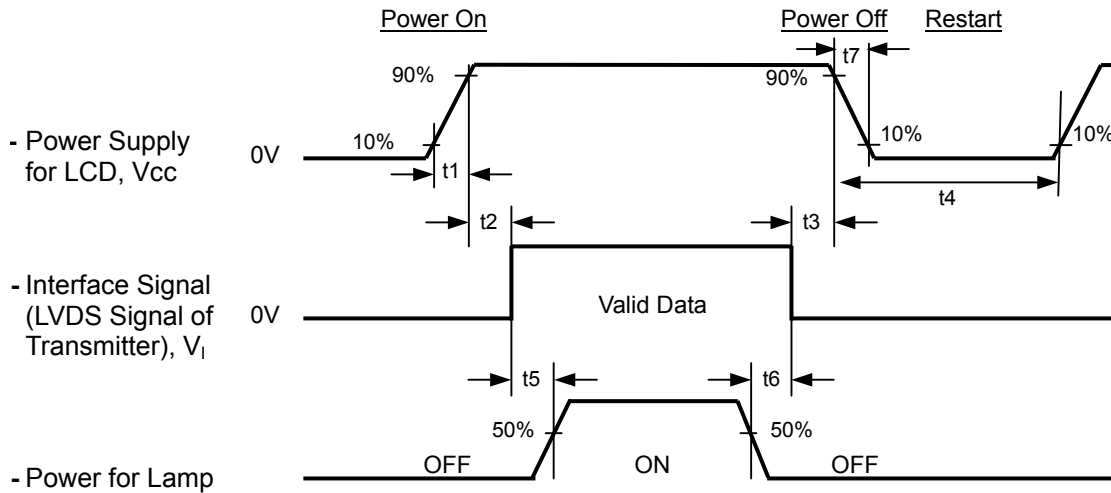 Power On
Power Off
Restart
t7
90%
90%
- Power Supply
for LCD, Vcc
0V
10%
10%
10%
t1
t4
t2
t3
- Interface Signal
(LVDS Signal of
Transmitter), VI
0V
Valid Data
t5
t6
50%
50%
- Power for Lamp
OFF
ON
OFF